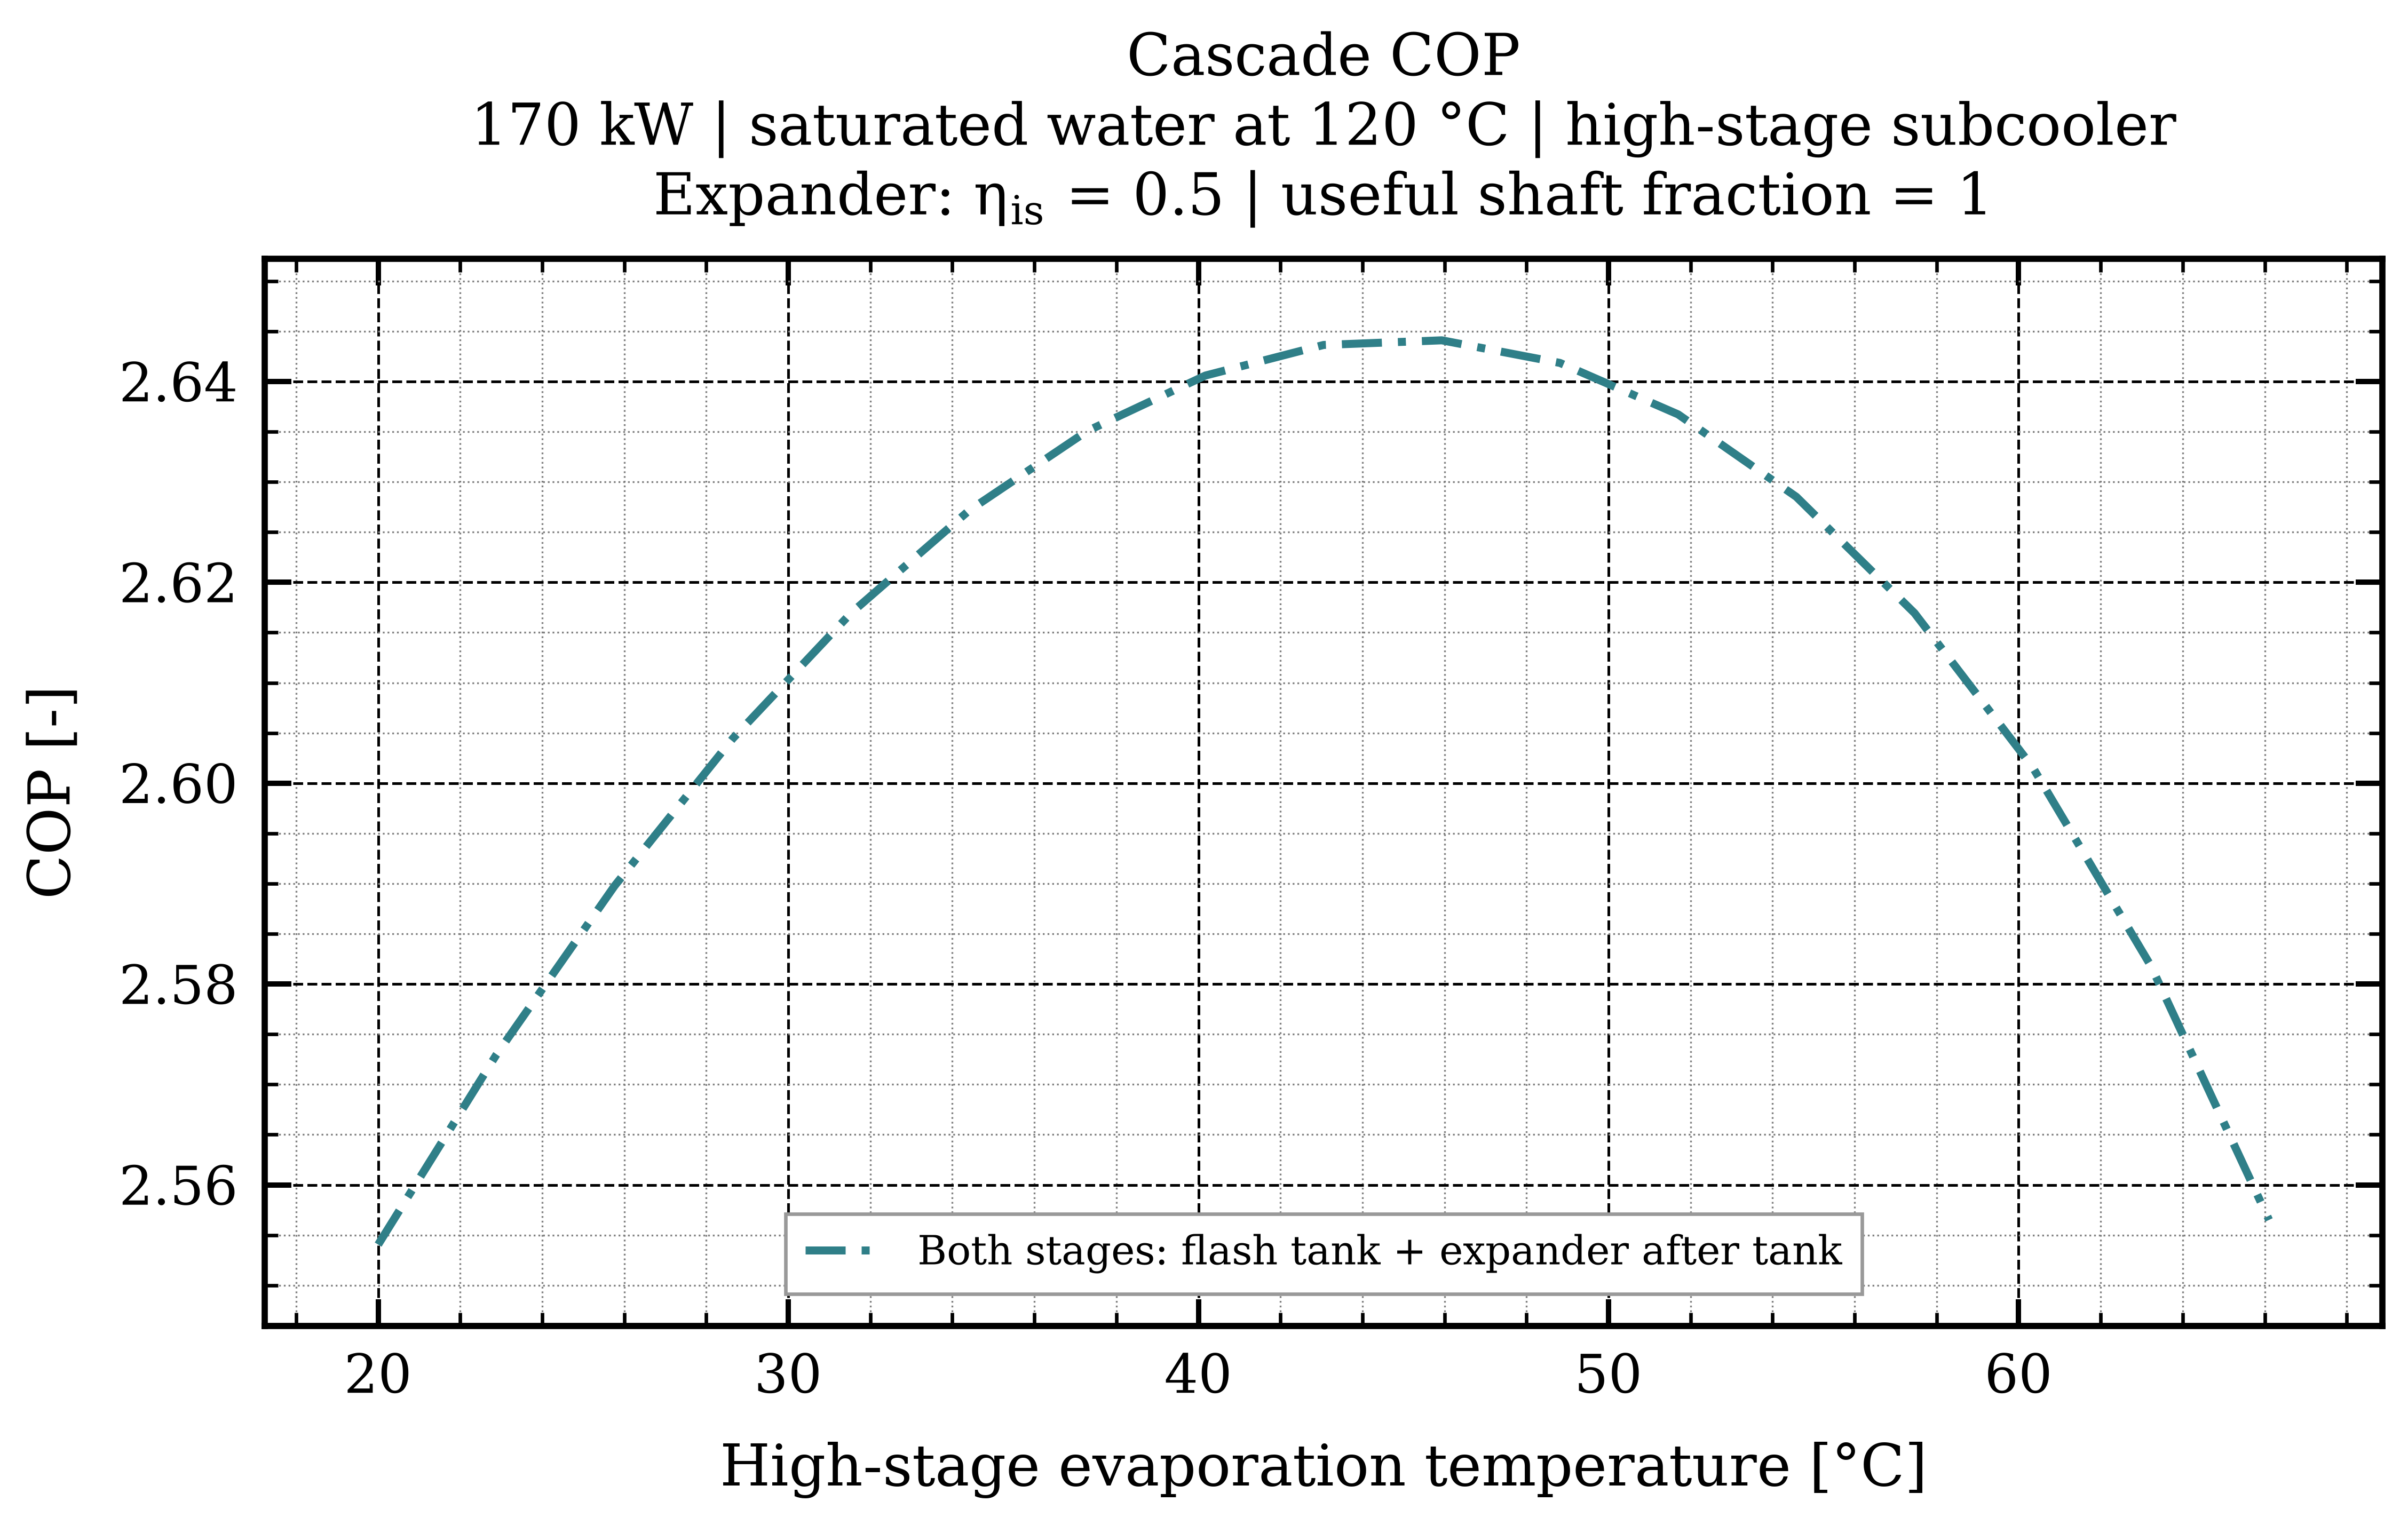 Cascade COP
170 kW | saturated water at 120 °C | high-stage subcooler
Expander: ηis = 0.5 | useful shaft fraction = 1
COP [-]
2.64
2.62
2.60
2.58
2.56
Both stages: flash tank + expander after tank
20 30 40 50 60
High-stage evaporation temperature [°C]